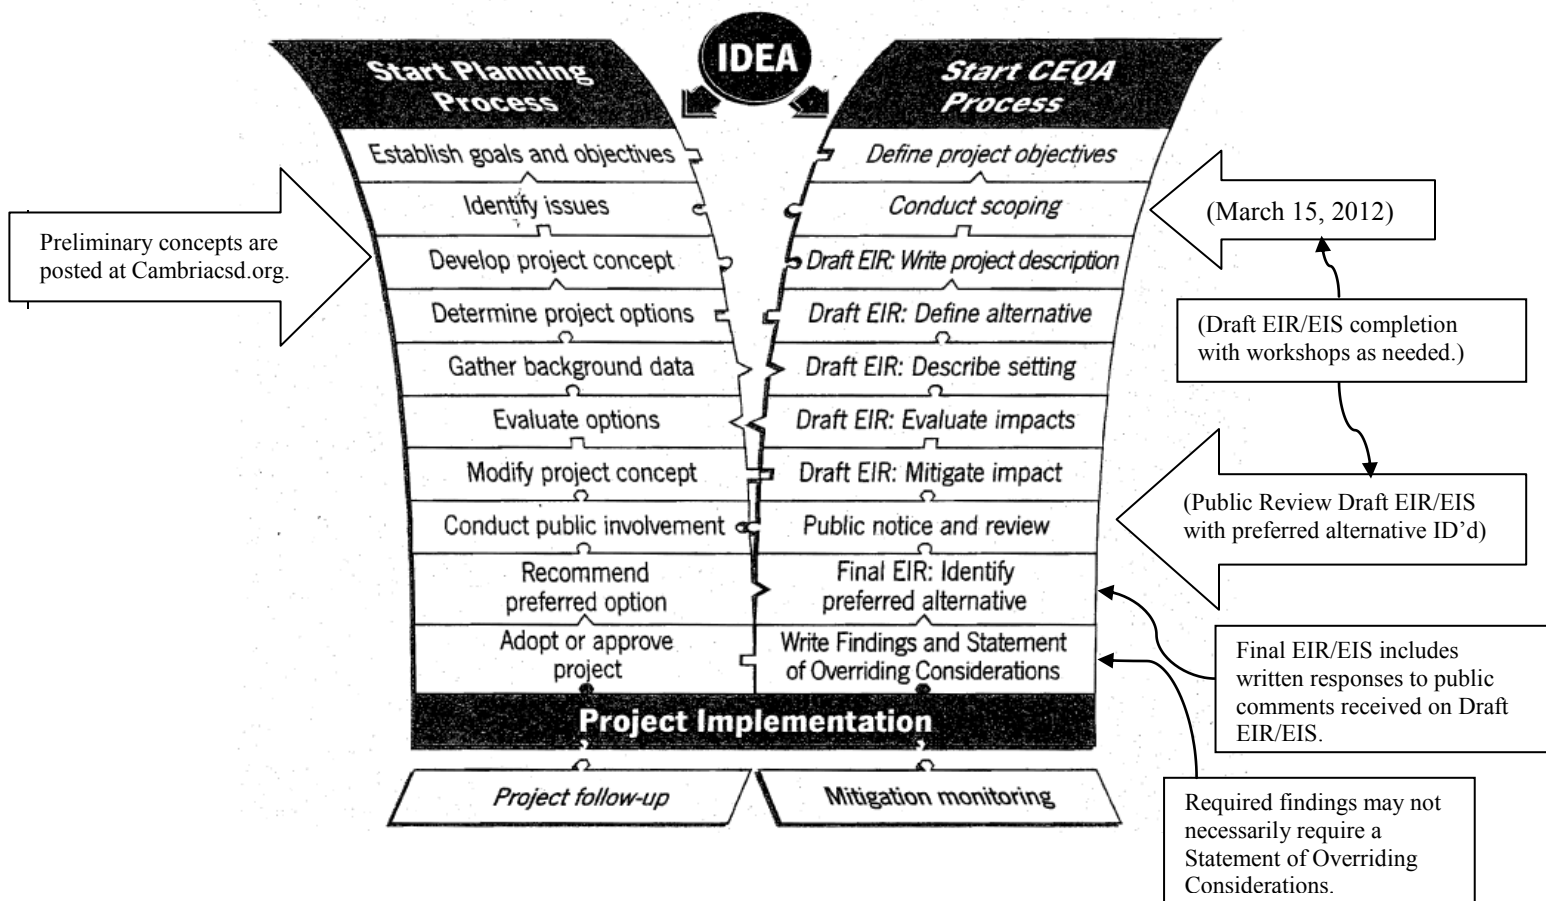 IDEA
Start Planning
Process
Establish goals and objectives
Identify issues
Develop project concept
Determine project options
Gather background data
Evaluate options
Modify project concept
Conduct public involvement
Recommend
preferred option
Adopt or approve
project
Start CEQA
Process
Define project objectives
Conduct scoping
Draft EIR: Write project description
Draft EIR: Define alternative
Draft EIR: Describe setting
Draft EIR: Evaluate impacts
Draft EIR: Mitigate impact
Public notice and review
Final EIR: Identify
preferred alternative
Write Findings and Statement
of Overriding Considerations
Project Implementation
Project follow-up
Mitigation monitoring
Preliminary concepts are
posted at Cambriacsd.org.
(March 15, 2012)
(Draft EIR/EIS completion
with workshops as needed.)
(Public Review Draft EIR/EIS
with preferred alternative ID’d)
Final EIR/EIS includes
written responses to public
comments received on Draft
EIR/EIS.
Required findings may not
necessarily require a
Statement of Overriding
Considerations.